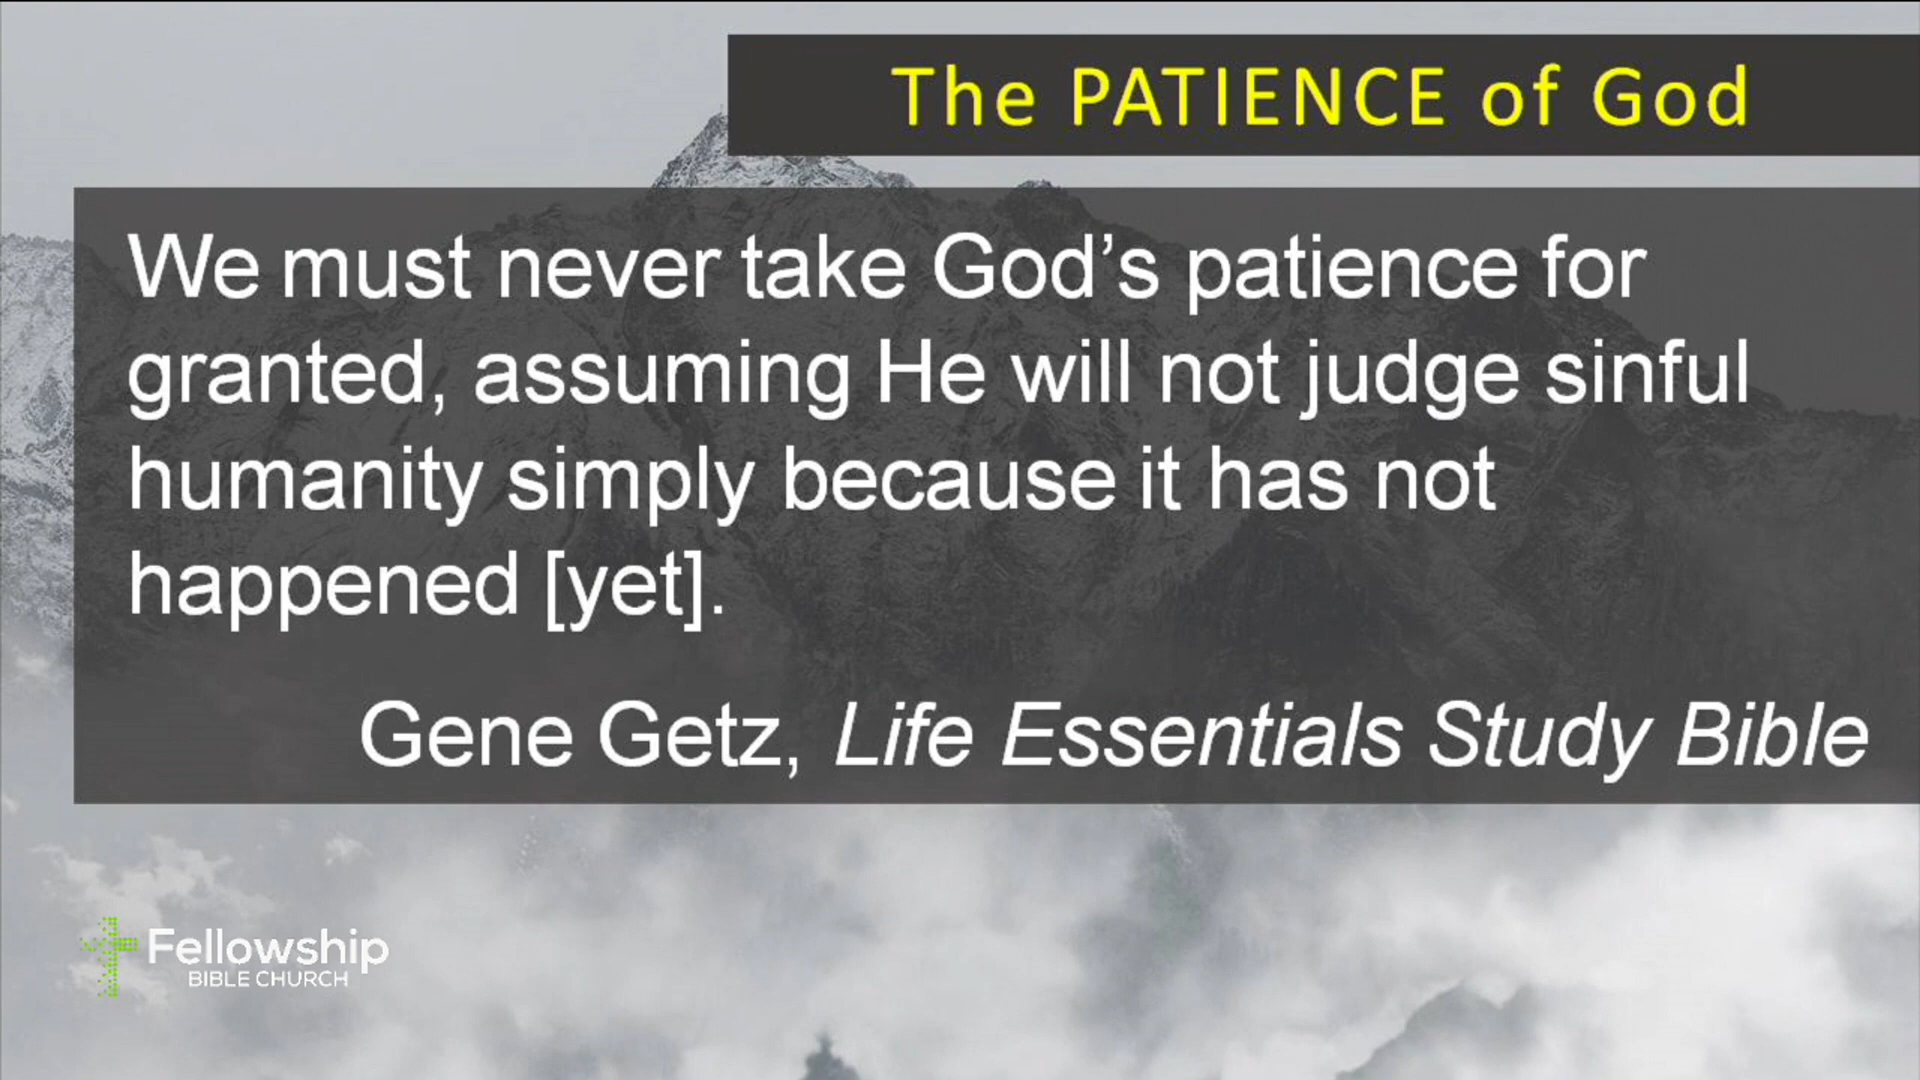 The PATIENCE of God
We must never take God’s patience for
granted, assuming He will not judge sinful
humanity simply because it has not
happened [yet].
Gene Getz, Life Essentials Study Bible
Fellowship
BIBLE CHURCH